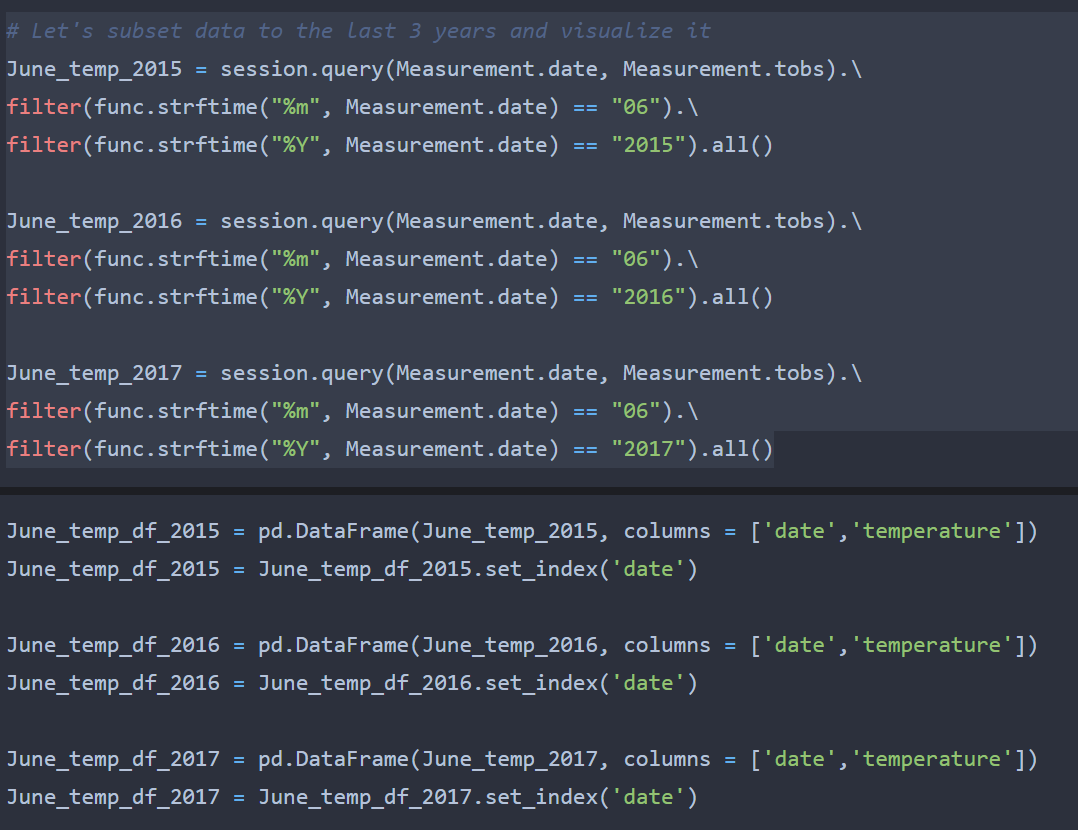 # Let's subset data to the last 3 years and visualize it
June_temp_2015 = session.query(Measurement.date, Measurement.tobs).\
filter(func.strftime("%m", Measurement.date) == "06").\
filter(func.strftime("%Y", Measurement.date) == "2015").all()
June_temp_2016 = session.query(Measurement.date, Measurement.tobs).\
filter(func.strftime("%m", Measurement.date) == "06").\
filter(func.strftime("%Y", Measurement.date) == "2016").all()
June_temp_2017 = session.query(Measurement.date, Measurement.tobs).\
filter(func.strftime("%m", Measurement.date) == "06").\
filter(func.strftime("%Y", Measurement.date) == "2017").all()
June_temp_df_2015 = pd.DataFrame(June_temp_2015, columns = ['date','temperature'])
June_temp_df_2015 = June_temp_df_2015.set_index('date')
June_temp_df_2016 = pd.DataFrame(June_temp_2016, columns = ['date','temperature'])
June_temp_df_2016 = June_temp_df_2016.set_index('date')
June_temp_df_2017 = pd.DataFrame(June_temp_2017, columns = ['date','temperature'])
June_temp_df_2017 = June_temp_df_2017.set_index('date')